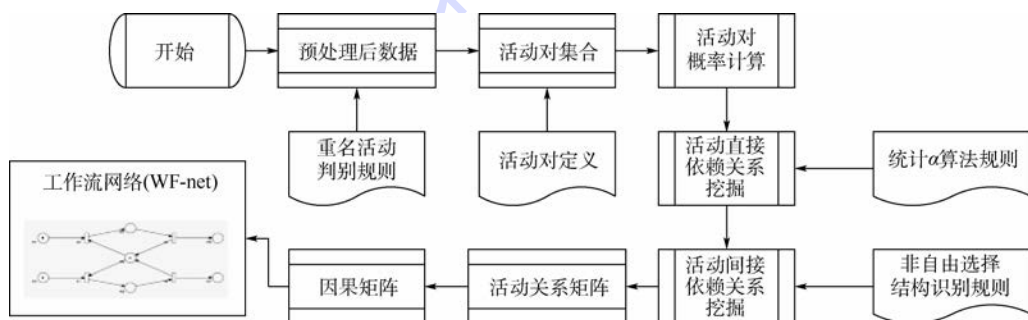 开始
预处理后数据
活动对集合
活动对
概率计算
重名活动
判别规则
活动对定义
活动直接
依赖关系
挖掘
统计α算法规则
工作流网络(WF-net)
因果矩阵
活动关系矩阵
活动间接
依赖关系
挖掘
非自由选择
结构识别规则